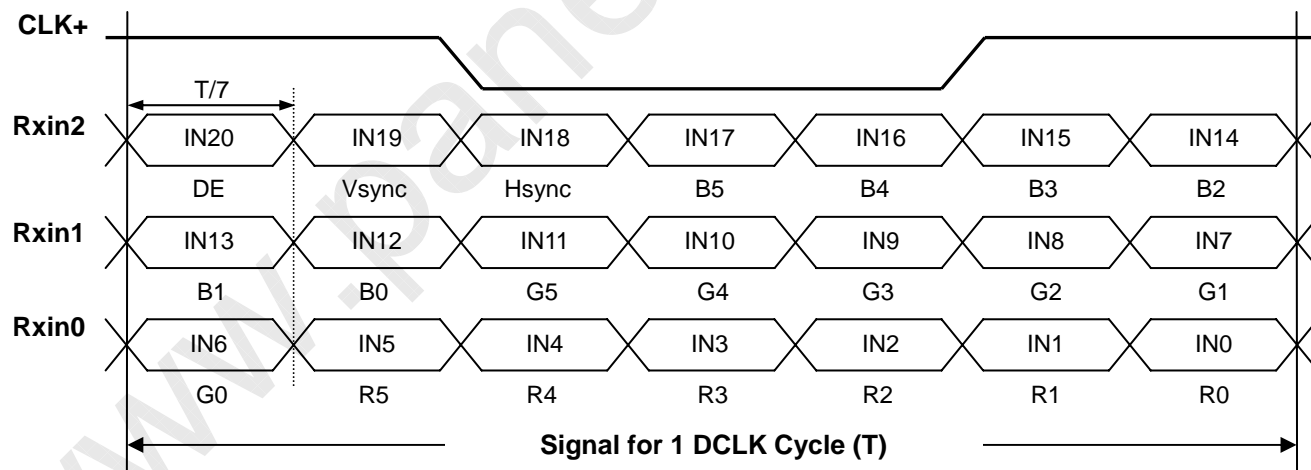 CLK+
T/7
Rxin2 IN20 IN19 IN18 IN17 IN16 IN15 IN14
DE Vsync Hsync B5 B4 B3 B2
Rxin1 IN13 IN12 IN11 IN10 IN9 IN8 IN7
B1 B0 G5 G4 G3 G2 G1
Rxin0 IN6 IN5 IN4 IN3 IN2 IN1 IN0
G0 R5 R4 R3 R2 R1 R0
Signal for 1 DCLK Cycle (T)
www.pane